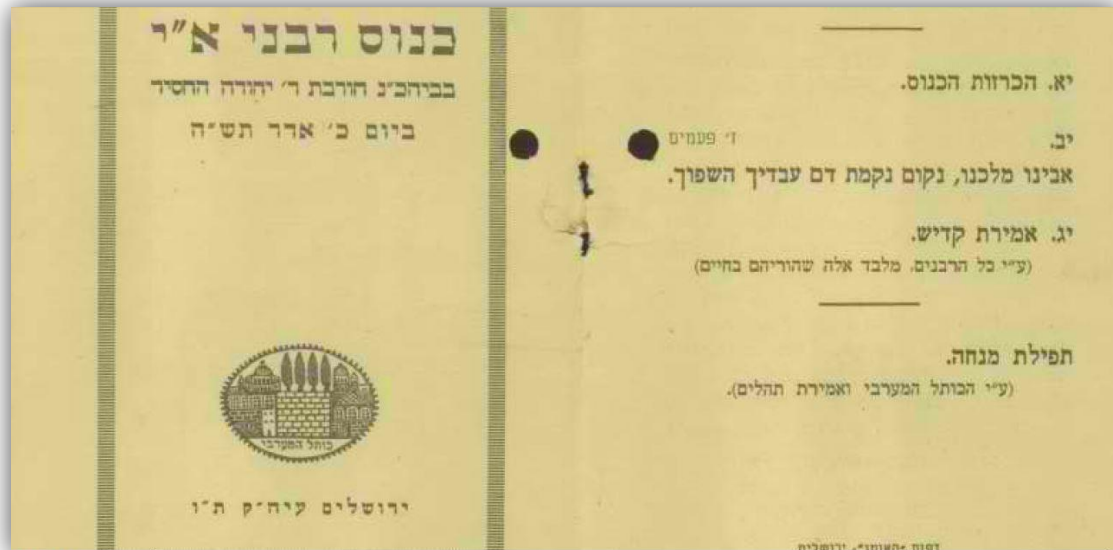 כנוס רבני א״י
בביהכ״נ חורבת ר׳ יהודה החסיד
ביום כ׳ אדר תש״ה
כותל המערבי
ירושלים עיה״ק ת״ו
יא. הכרזות הכנוס.
יב. ז׳ פעמים
אבינו מלכנו, נקום נקמת דם עבדיך השפוך.
יג. אמירת קדיש.
(ע״י כל הרבנים, מלבד אלה שהוריהם בחיים)
תפילת מנחה.
(ע״י הכותל המערבי ואמירת תהלים).
ירושלים